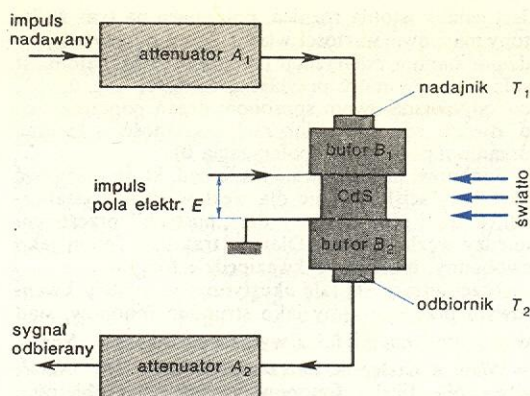 impuls
nadawany
attenuator A₁
nadajnik T₁
bufor B₁
impuls
pola elektr. E
CdS
światło
bufor B₂
odbiornik
T₂
sygnał
odbierany
attenuator A₂